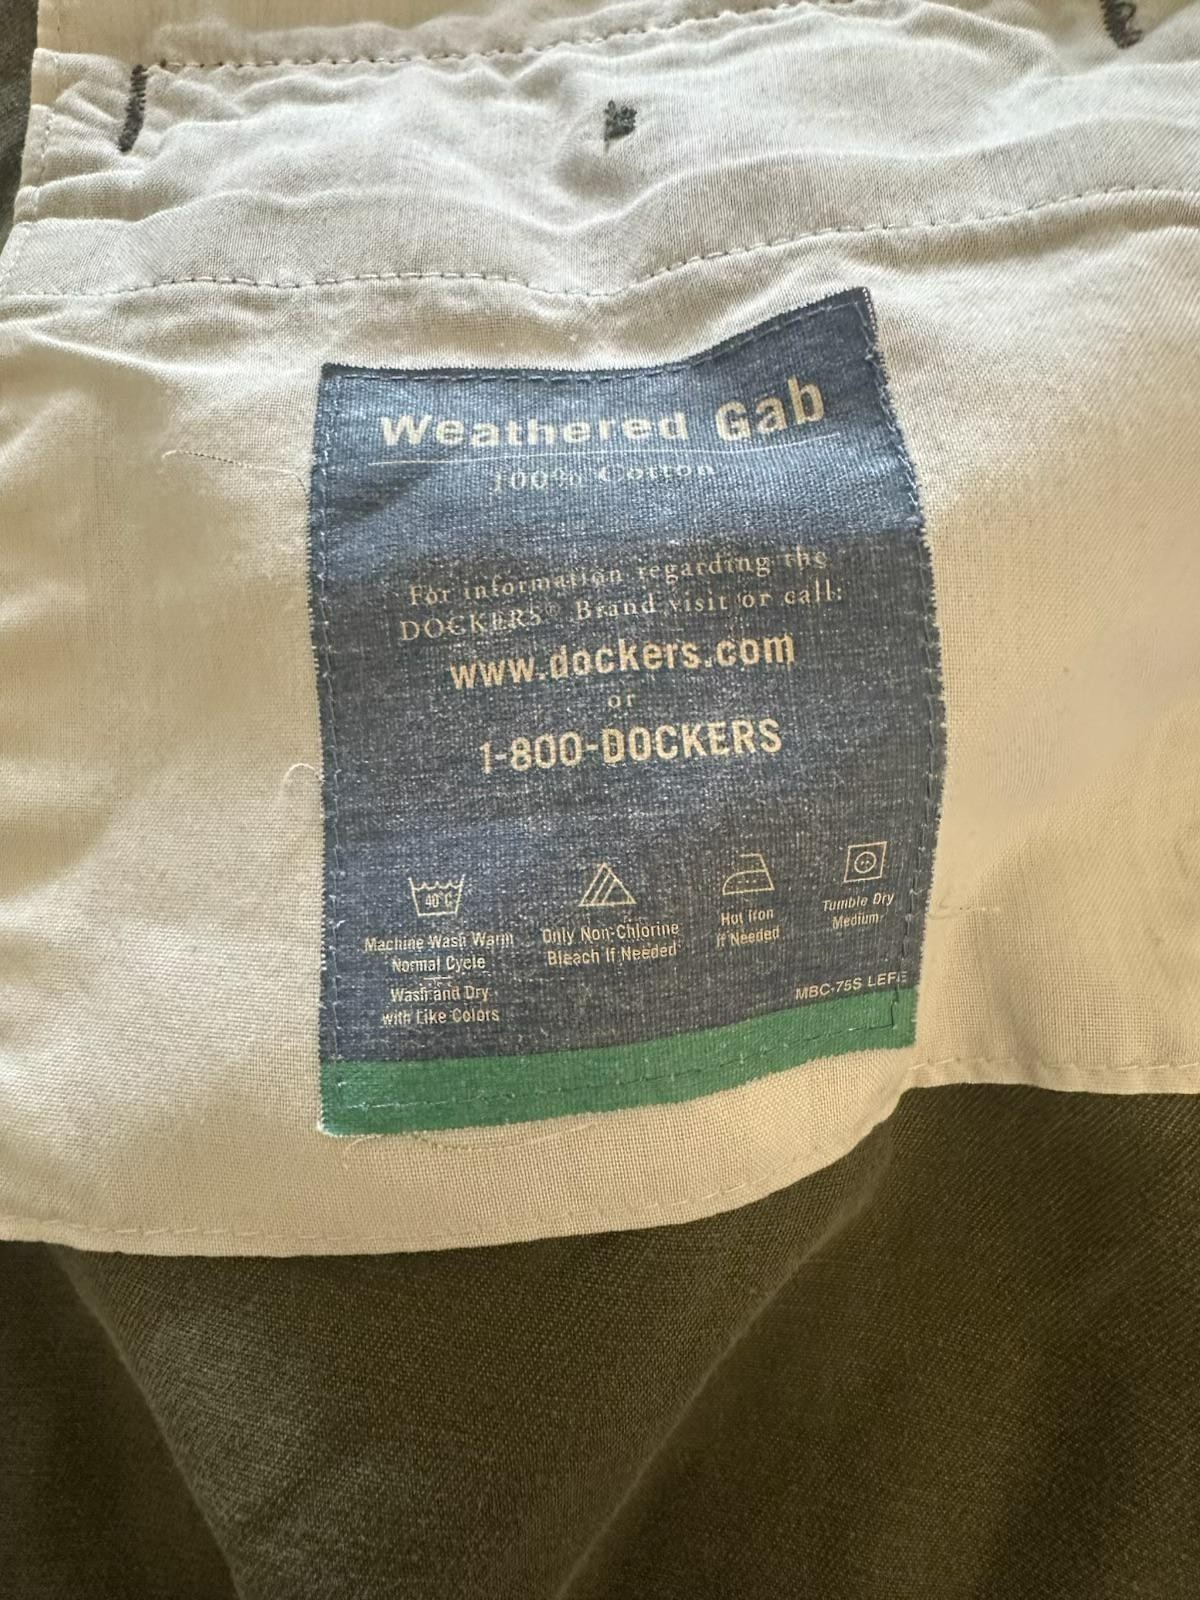 Weathered Gab
100% Cotton
For information regarding the
DOCKERS® Brand visit or call:
www.dockers.com
or
1-800-DOCKERS
40°C
Machine Wash Warm
Normal Cycle
Wash and Dry
with Like Colors
Only Non-Chlorine
Bleach If Needed
Hot Iron
If Needed
Tumble Dry
Medium
MBC-75S LEFE